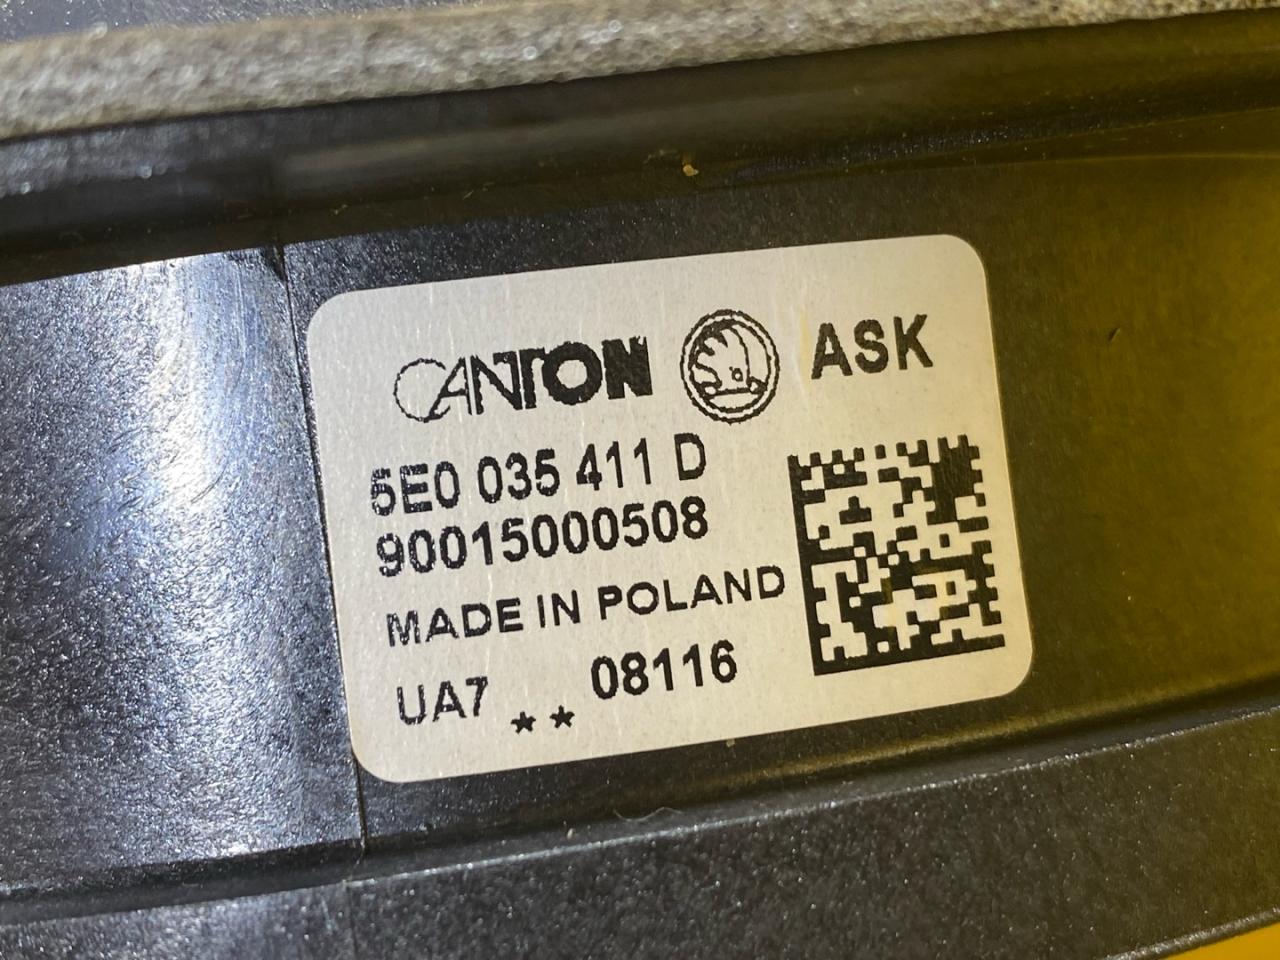 CANTON ASK
5E0 035 411 D
90015000508
MADE IN POLAND
UA7 ** 08116